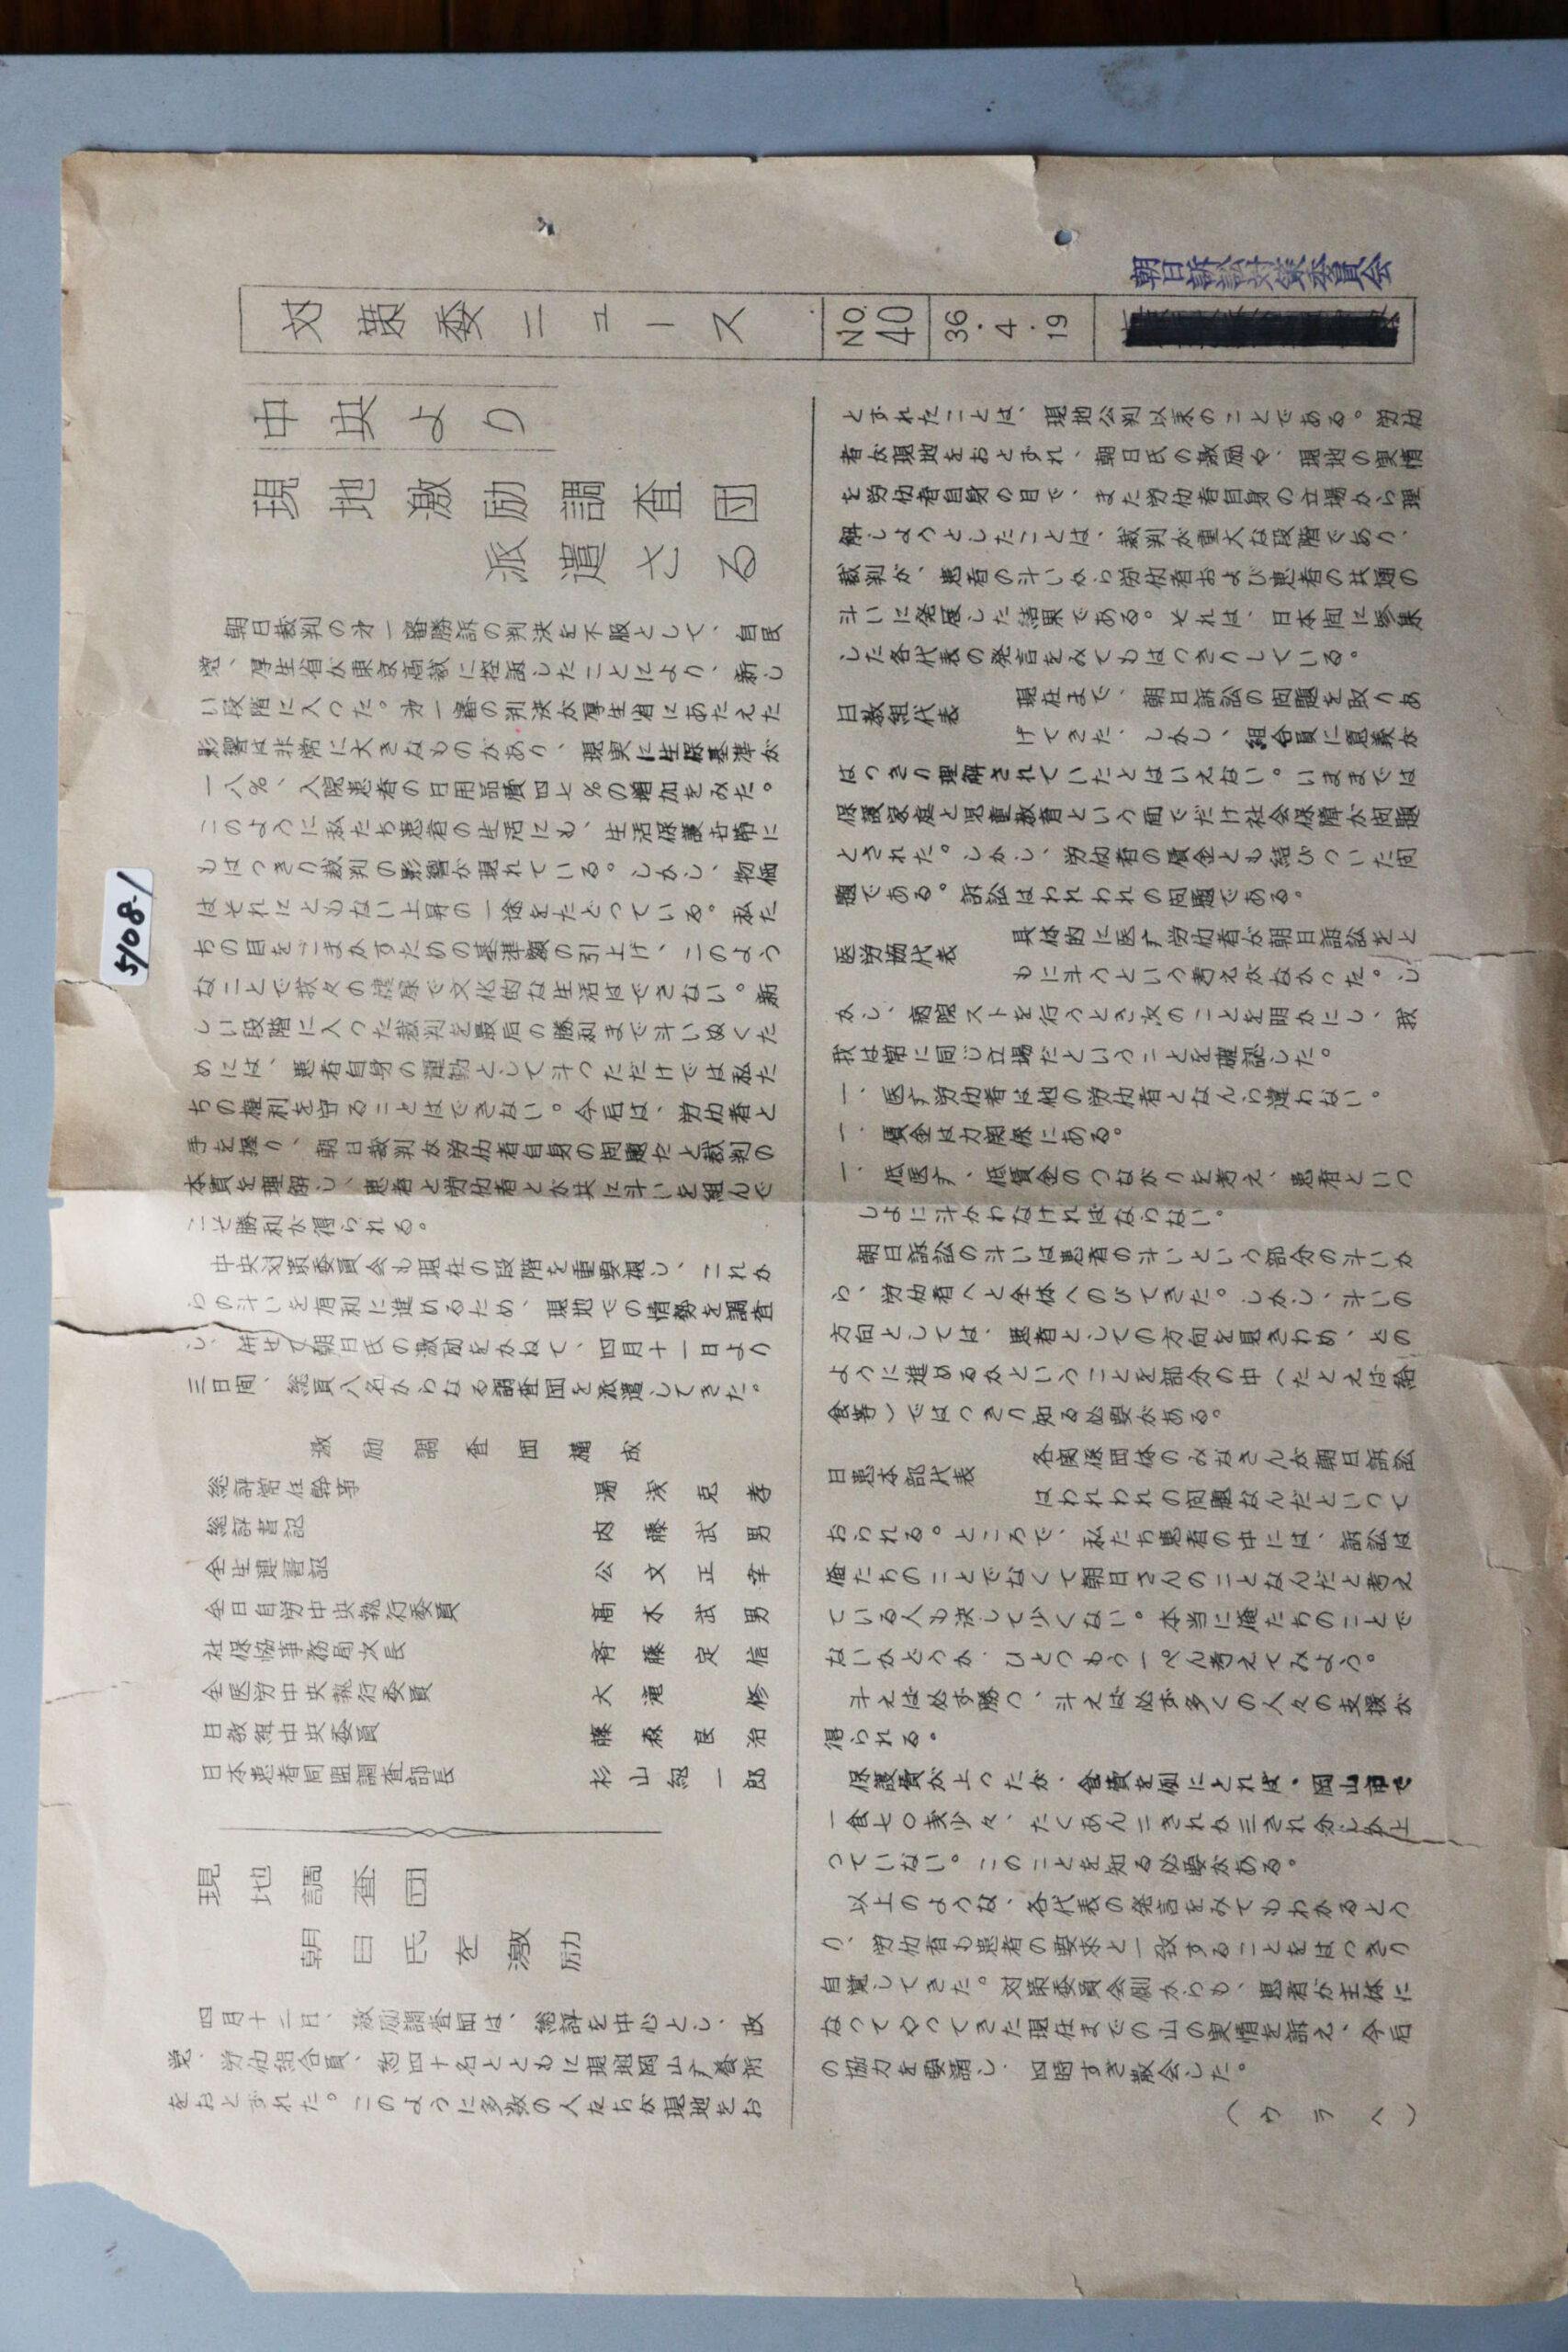 5108-1
朝日訴訟対策委員会
対策委ニュース
No. 40
36.4.19
中央より
現地激励調査団
派遣さる
朝日裁判の才一審勝訴の判決を不服として、自民
党、厚生省が東京高裁に控訴したことにより、新し
い段階に入った。才一審の判決が厚生省にあたえた
影響は非常に大きなものがあり、現実に生保基準が
一八%、入院患者の日用品費四七%の増加をみた。
このように私たち患者の生活にも、生活保護基準に
もはっきり裁判の影響が現れている。しかし、物価
はそれにともない上昇の一途をたどっている。私た
ちの目をごまかすための基準額の引上げ、このよう
なことで我々の健康で文化的な生活はできない。新
しい段階に入った裁判を最后の勝利まで斗いぬくた
めには、患者自身の運動として斗っただけでは私た
ちの権利を守ることはできない。今后は、労仂者と
手を握り、朝日裁判が労仂者自身の問題だと裁判の
本質を理解し、患者と労仂者とが共に斗いを組んで
こそ勝利が得られる。
中央対策委員会も現在の段階を重要視し、これか
らの斗いを有利に進めるため、現地での情勢を調査
し、併せて朝日氏の激励をかねて、四月十一日より
三日間、総員八名からなる調査団を派遣してきた。
激励調査団構成
総評常任幹事　湯浅克孝
総評書記　内藤武男
全生連書記　公文正幸
全日自労中央執行委員　高木武男
社保協事務局次長　斉藤定信
全医労中央執行委員　大滝修
日教組中央委員　藤森良治
日本患者同盟調査部長　杉山紹一郎
現地調査団
朝日氏を激励
四月十二日、激励調査団は、総評を中心とし、政
党、労仂組合員、約四十名とともに現地岡山療養所
をおとずれた。このように多数の人たちが現地をお
とずれたことは、現地公判以来のことである。労仂
者が現地をおとずれ、朝日氏の激励や、現地の実情
を労仂者自身の目で、また労仂者自身の立場から理
解しようとしたことは、裁判が重大な段階であり、
裁判が、患者の斗いから労仂者および患者の共通の
斗いに発展した結果である。それは、日本間に参集
した各代表の発言をみてもはっきりしている。
日教組代表　現在まで、朝日訴訟の問題を取りあ
げてきた、しかし、組合員に真義が
はっきり理解されていたとはいえない。いままでは
保護家庭と児童教育という面でだけ社会保障が問題
とされた。しかし、労仂者の賃金とも結びついた問
題である。訴訟はわれわれの問題である。
医労協代表　具体的に医疗労仂者が朝日訴訟をと
もに斗うという考えがなかった。し
かし、病院ストを行うとき次のことを明かにし、我
我は常に同じ立場だということを確認した。
一、医疗労仂者は他の労仂者となんら違わない。
一、賃金は力関係にある。
一、低医疗、低賃金のつながりを考え、患者といっ
しょに斗かわなければならない。
朝日訴訟の斗いは患者の斗いという部分の斗いか
ら、労仂者へと全体へのびてきた。しかし、斗いの
方向としては、患者としての方向を見きわめ、どの
ように進めるかということを部分の中(たとえば給
食等)ではっきり知る必要がある。
日患本部代表　各関係団体のみなさんが朝日訴訟
はわれわれの問題なんだといって
おられる。ところで、私たち患者の中には、訴訟は
俺たちのことでなくて朝日さんのことなんだと考え
ている人も決して少くない。本当に俺たちのことで
ないかどうか、ひとつもう一ぺん考えてみよう。
斗えば必ず勝つ、斗えば必ず多くの人々の支援が
得られる。
保護費が上ったが、食費を例にとれば、岡山市で
一食七〇匁少々、たくあん二きれが三きれ分しか上
っていない。このことを知る必要がある。
以上のような、各代表の発言をみてもわかるとう
り、労仂者も患者の要求と一致することをはっきり
自覚してきた。対策委員会側からも、患者が主体に
なってやってきた現在までの山の実情を訴え、今后
の協力を要請し、四時すぎ散会した。
(ウラへ)